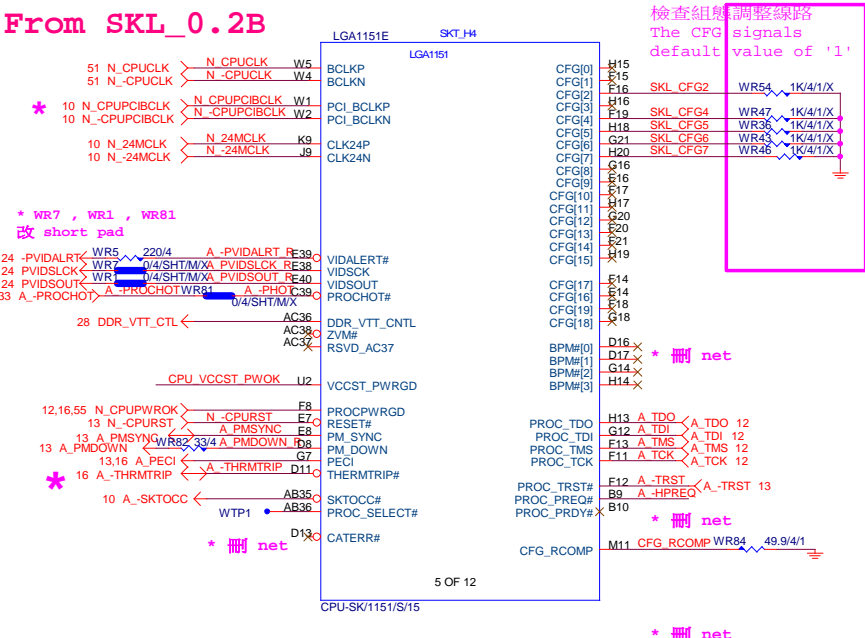 From SKL_0.2B
檢查組態調整線路
The CFG signals
default value of '1'
LGA1151E
SKT_H4
LGA1151
51 N_CPUCLK N_CPUCLK W5 BCLKP
51 N_-CPUCLK N_-CPUCLK W4 BCLKN
* 10 N_CPUPCIBCLK N_CPUPCIBCLK W1 PCI_BCLKP
10 N_-CPUPCIBCLK N_-CPUPCIBCLK W2 PCI_BCLKN
10 N_24MCLK N_24MCLK K9 CLK24P
10 N_-24MCLK N_-24MCLK J9 CLK24N
* WR7 , WR1 , WR81
改 short pad
24 -PVIDALRT WR5 220/4 A_-PVIDALRT_R E39 VIDALERT#
24 PVIDSLCK WR7 0/4/SHT/M/X A_PVIDSLCK_R E38 VIDSCK
24 PVIDSOUT WR1 0/4/SHT/M/X A_PVIDSOUT_R E40 VIDSOUT
33 A_-PROCHOT A_-PROCHOT WR81 0/4/SHT/M/X A_-PHOT C39 PROCHOT#
28 DDR_VTT_CTL AC36 DDR_VTT_CNTL
AC38 ZVM#
AC37 RSVD_AC37
CPU_VCCST_PWOK U2 VCCST_PWRGD
12,16,55 N_CPUPWROK F8 PROCPWRGD
13 N_-CPURST N_-CPURST E7 RESET#
13 A_PMSYNC A_PMSYNC E8 PM_SYNC
13 A_PMDOWN WR82 33/4 A_PMDOWN_R D8 PM_DOWN
13,16 A_PECI G7 PECI
* 16 A_-THRMTRIP A_-THRMTRIP D11 THERMTRIP#
10 A_-SKTOCC AB35 SKTOCC#
WTP1 AB36 PROC_SELECT#
* 刪 net D13 CATERR#
CFG[0] H15
CFG[1] F15
CFG[2] F16 SKL_CFG2 WR54 1K/4/1/X
CFG[3] H16
CFG[4] F19 SKL_CFG4 WR47 1K/4/1/X
CFG[5] H18 SKL_CFG5 WR36 1K/4/1/X
CFG[6] G21 SKL_CFG6 WR43 1K/4/1/X
CFG[7] H20 SKL_CFG7 WR46 1K/4/1/X
CFG[8] G16
CFG[9] E16
CFG[10] F17
CFG[11] H17
CFG[12] G20
CFG[13] F20
CFG[14] F21
CFG[15] H19
CFG[17] F14
CFG[16] E14
CFG[19] F18
CFG[18] G18
BPM#[0] D16
BPM#[1] D17 * 刪 net
BPM#[2] G14
BPM#[3] H14
PROC_TDO H13 A_TDO A_TDO 12
PROC_TDI G12 A_TDI A_TDI 12
PROC_TMS F13 A_TMS A_TMS 12
PROC_TCK F11 A_TCK A_TCK 12
PROC_TRST# F12 A_-TRST A_-TRST 13
PROC_PREQ# B9 A_-HPREQ
PROC_PRDY# B10
* 刪 net
CFG_RCOMP M11 CFG_RCOMP WR84 49.9/4/1
5 OF 12
CPU-SK/1151/S/15
* 刪 net